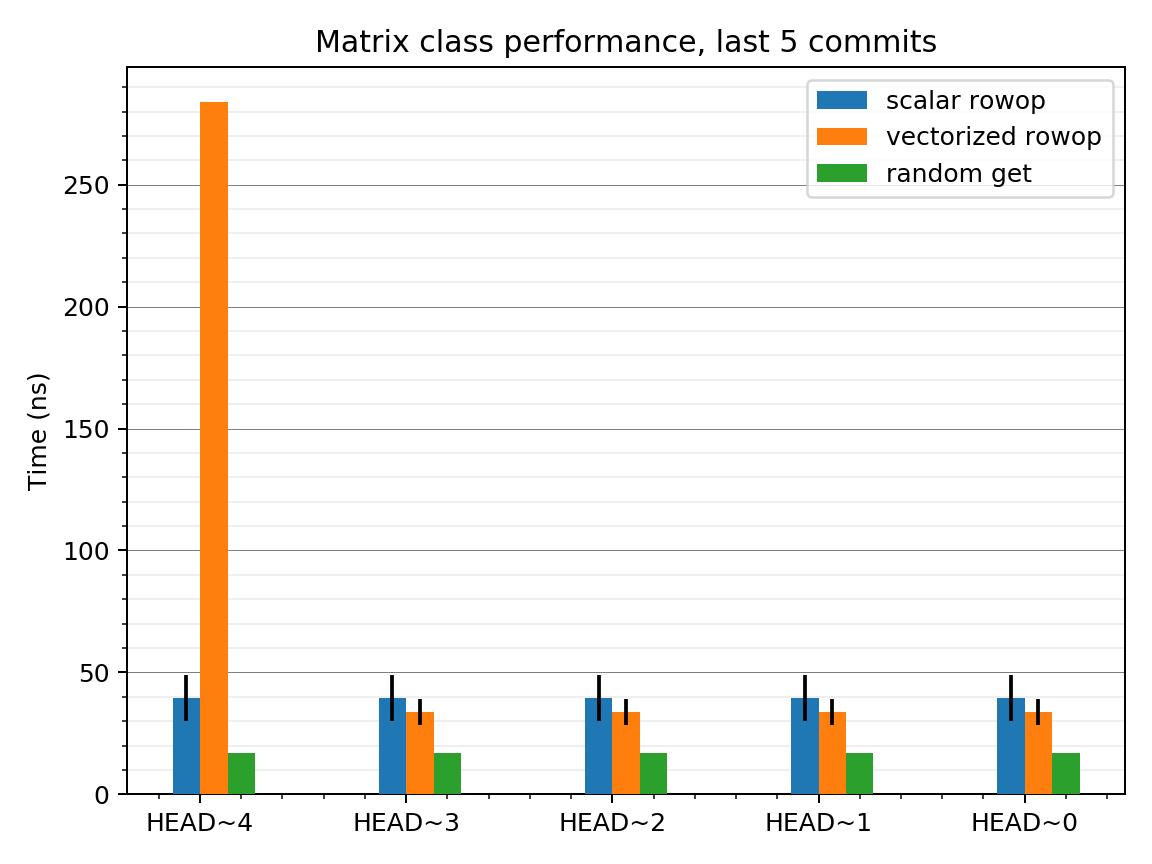 Matrix class performance, last 5 commits
scalar rowop
vectorized rowop
random get
Time (ns)
250
200
150
100
50
0
HEAD~4 HEAD~3 HEAD~2 HEAD~1 HEAD~0